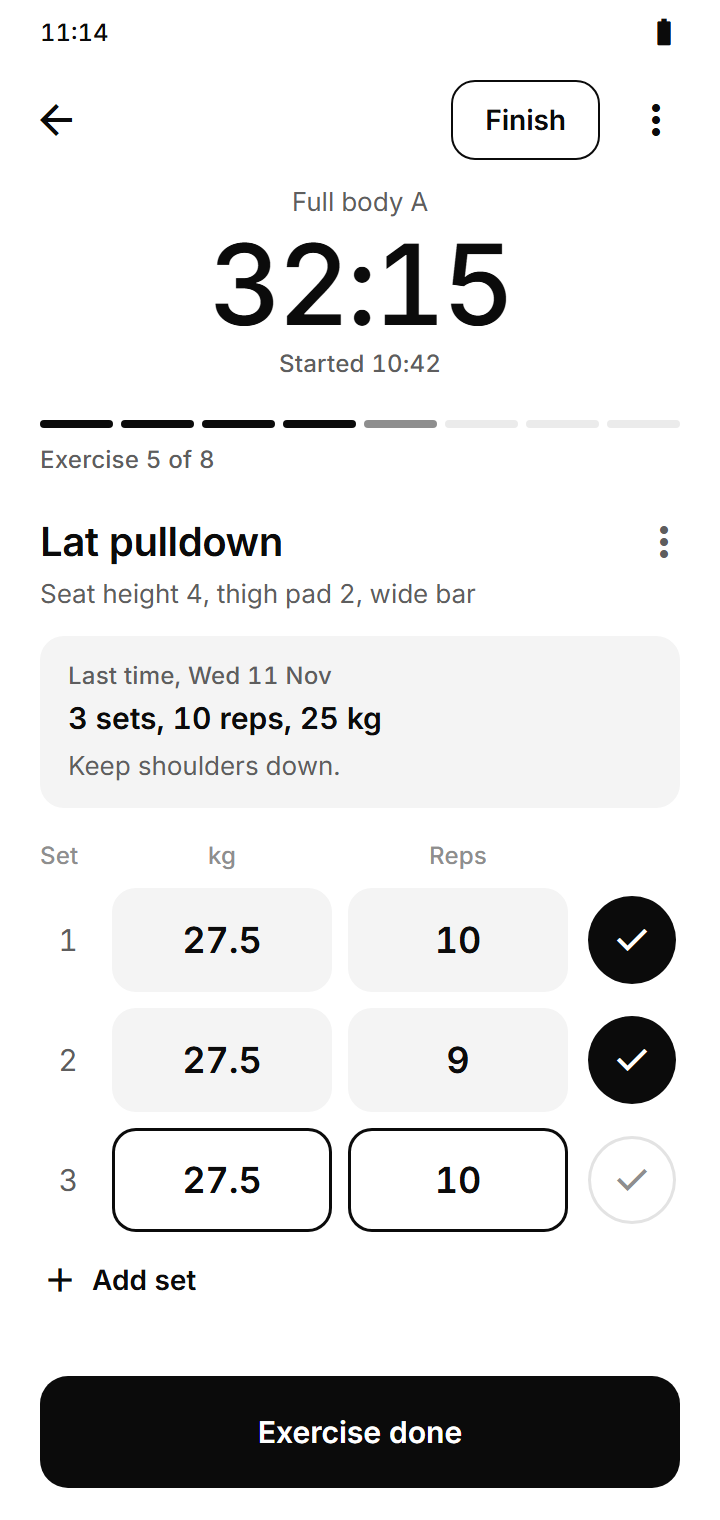 11:14
Finish
Full body A
32:15
Started 10:42
Exercise 5 of 8
Lat pulldown
Seat height 4, thigh pad 2, wide bar
Last time, Wed 11 Nov
3 sets, 10 reps, 25 kg
Keep shoulders down.
Set kg Reps
1 27.5 10
2 27.5 9
3 27.5 10
Add set
Exercise done